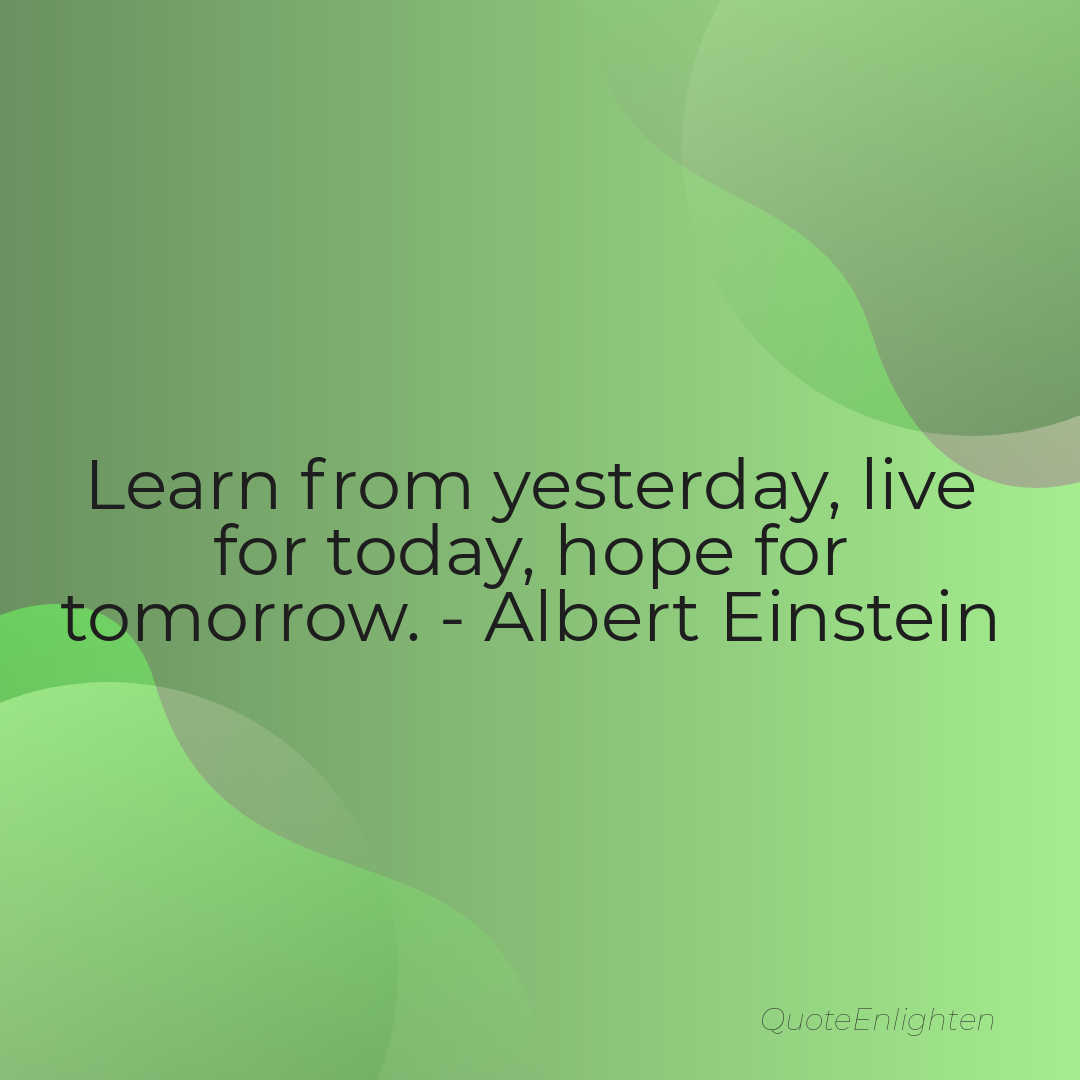 Learn from yesterday, live
for today, hope for
tomorrow. - Albert Einstein
QuoteEnlighten